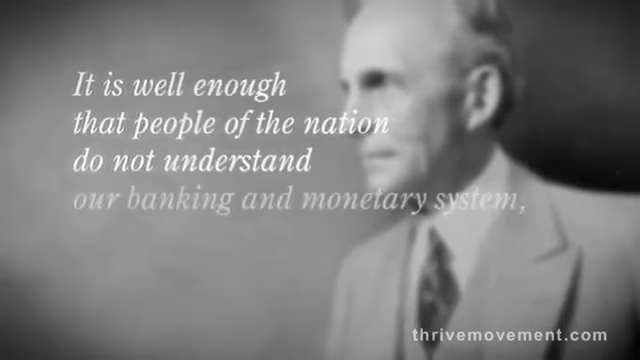 It is well enough
that people of the nation
do not understand
our banking and monetary system,
thrivemovement.com